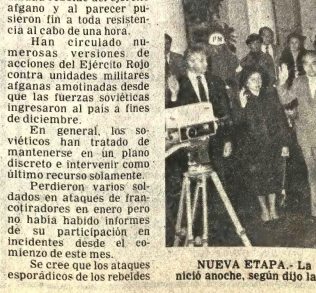 afgano y al parecer pu-
sieron fin a toda resisten-
cia al cabo de una hora.
Han circulado nu-
merosas versiones de
acciones del Ejército Rojo
contra unidades militares
afganas amotinadas desde
que las fuerzas soviéticas
ingresaron al país a fines
de diciembre.
En general, los so-
viéticos han tratado de
mantenerse en un plano
discreto e intervenir como
último recurso solamente.
Perdieron varios sol-
dados en ataques de fran-
cotiradores en enero pero
no había habido informes
de su participación en
incidentes desde el co-
mienzo de este mes.
Se cree que los ataques
esporádicos de los rebeldes
NUEVA ETAPA.- La
nició anoche, según dijo la